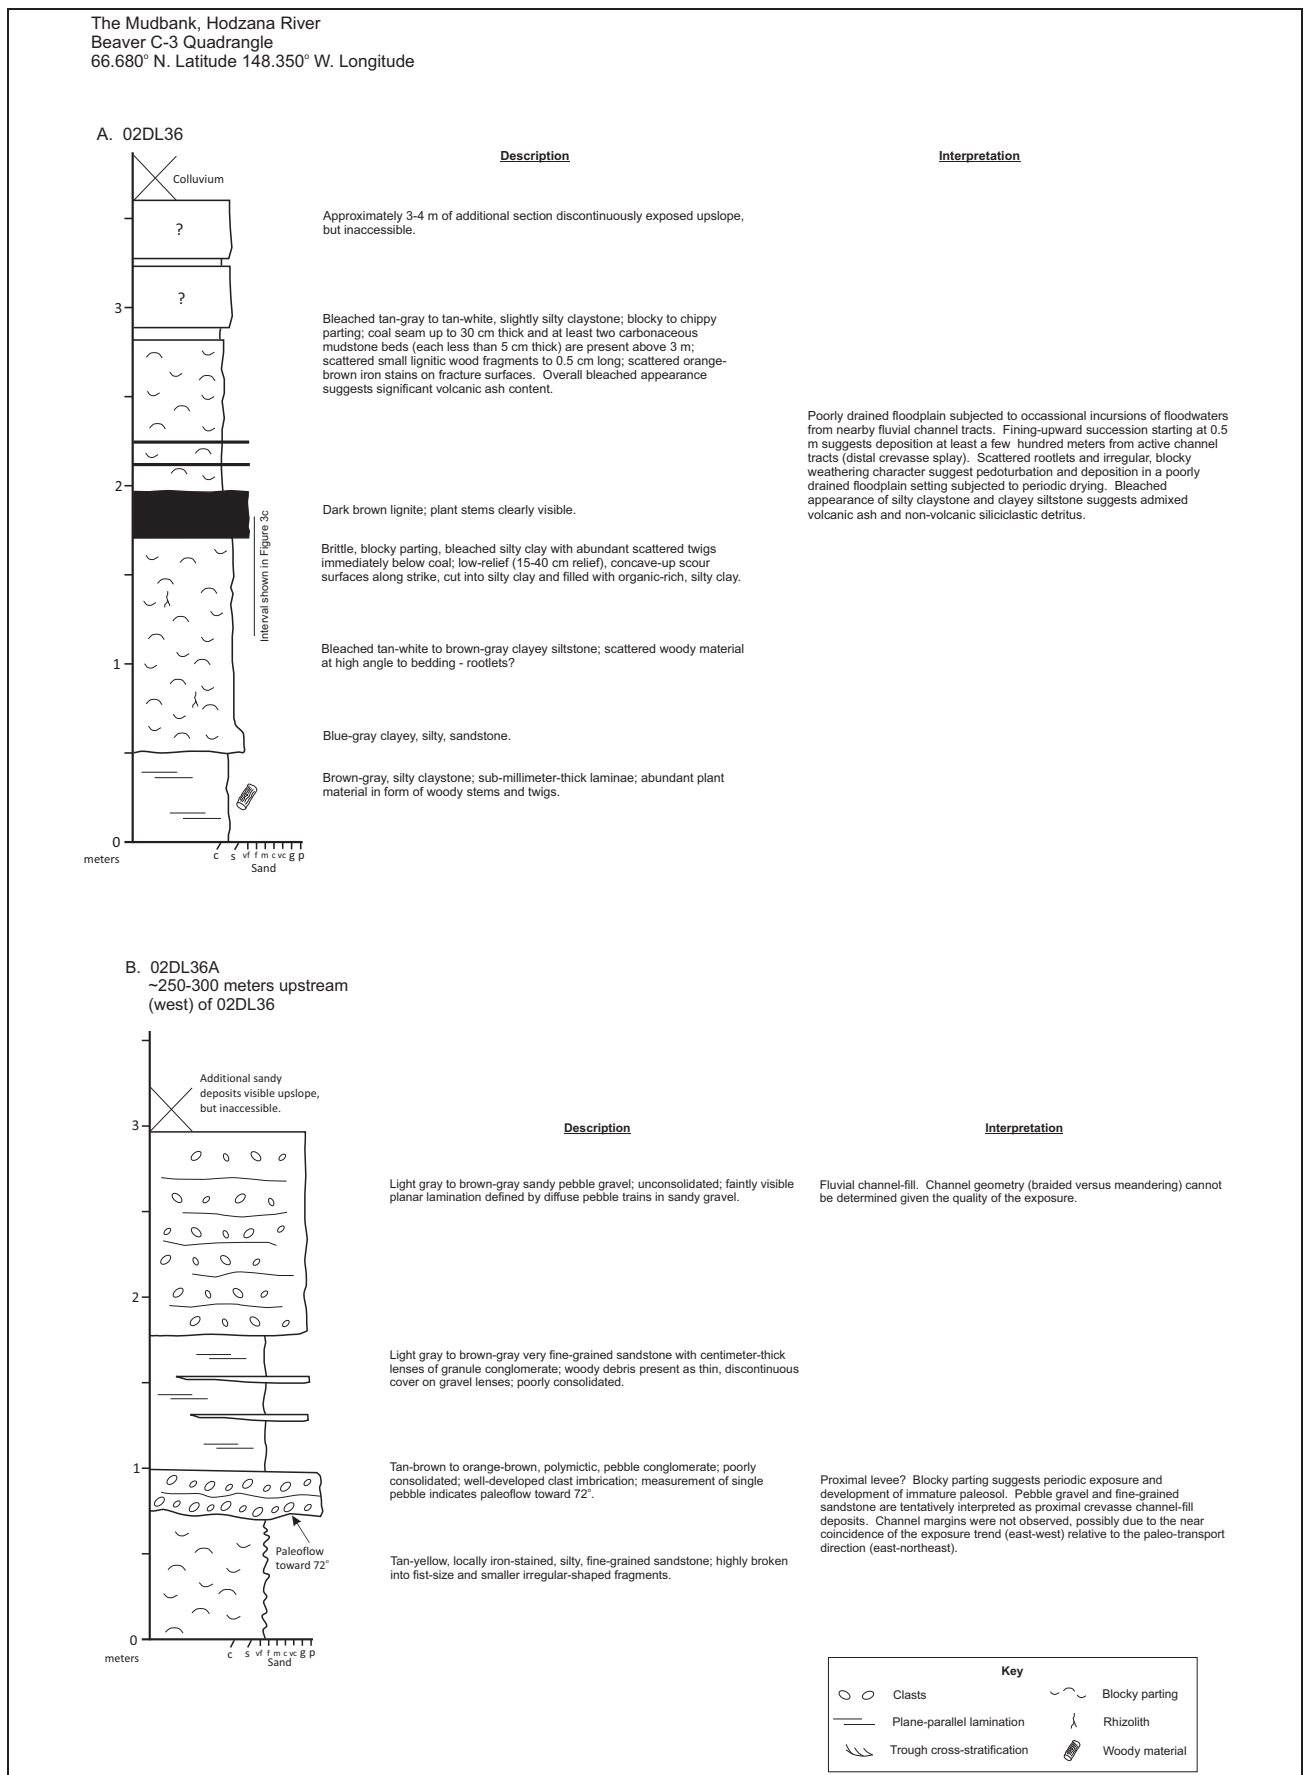 The Mudbank, Hodzana River
Beaver C-3 Quadrangle
66.680° N. Latitude 148.350° W. Longitude
A. 02DL36
Description
Interpretation
Colluvium
Approximately 3-4 m of additional section discontinuously exposed upslope,
but inaccessible.
?
?
3
Bleached tan-gray to tan-white, slightly silty claystone; blocky to chippy
parting; coal seam up to 30 cm thick and at least two carbonaceous
mudstone beds (each less than 5 cm thick) are present above 3 m;
scattered small lignitic wood fragments to 0.5 cm long; scattered orange-
brown iron stains on fracture surfaces. Overall bleached appearance
suggests significant volcanic ash content.
Poorly drained floodplain subjected to occassional incursions of floodwaters
from nearby fluvial channel tracts. Fining-upward succession starting at 0.5
m suggests deposition at least a few hundred meters from active channel
tracts (distal crevasse splay). Scattered rootlets and irregular, blocky
weathering character suggest pedoturbation and deposition in a poorly
drained floodplain setting subjected to periodic drying. Bleached
appearance of silty claystone and clayey siltstone suggests admixed
volcanic ash and non-volcanic siliciclastic detritus.
2
Dark brown lignite; plant stems clearly visible.
Interval shown in Figure 3c
Brittle, blocky parting, bleached silty clay with abundant scattered twigs
immediately below coal; low-relief (15-40 cm relief), concave-up scour
surfaces along strike, cut into silty clay and filled with organic-rich, silty clay.
1
Bleached tan-white to brown-gray clayey siltstone; scattered woody material
at high angle to bedding - rootlets?
Blue-gray clayey, silty, sandstone.
Brown-gray, silty claystone; sub-millimeter-thick laminae; abundant plant
material in form of woody stems and twigs.
0
meters
c s vf f m c vc g p
Sand
B. 02DL36A
~250-300 meters upstream
(west) of 02DL36
Additional sandy
deposits visible upslope,
but inaccessible.
3
Description
Interpretation
Light gray to brown-gray sandy pebble gravel; unconsolidated; faintly visible
planar lamination defined by diffuse pebble trains in sandy gravel.
Fluvial channel-fill. Channel geometry (braided versus meandering) cannot
be determined given the quality of the exposure.
2
Light gray to brown-gray very fine-grained sandstone with centimeter-thick
lenses of granule conglomerate; woody debris present as thin, discontinuous
cover on gravel lenses; poorly consolidated.
1
Tan-brown to orange-brown, polymictic, pebble conglomerate; poorly
consolidated; well-developed clast imbrication; measurement of single
pebble indicates paleoflow toward 72°.
Proximal levee? Blocky parting suggests periodic exposure and
development of immature paleosol. Pebble gravel and fine-grained
sandstone are tentatively interpreted as proximal crevasse channel-fill
deposits. Channel margins were not observed, possibly due to the near
coincidence of the exposure trend (east-west) relative to the paleo-transport
direction (east-northeast).
Paleoflow
toward 72°
Tan-yellow, locally iron-stained, silty, fine-grained sandstone; highly broken
into fist-size and smaller irregular-shaped fragments.
0
meters
c s vf f m c vc g p
Sand
Key
Clasts
Blocky parting
Plane-parallel lamination
Rhizolith
Trough cross-stratification
Woody material